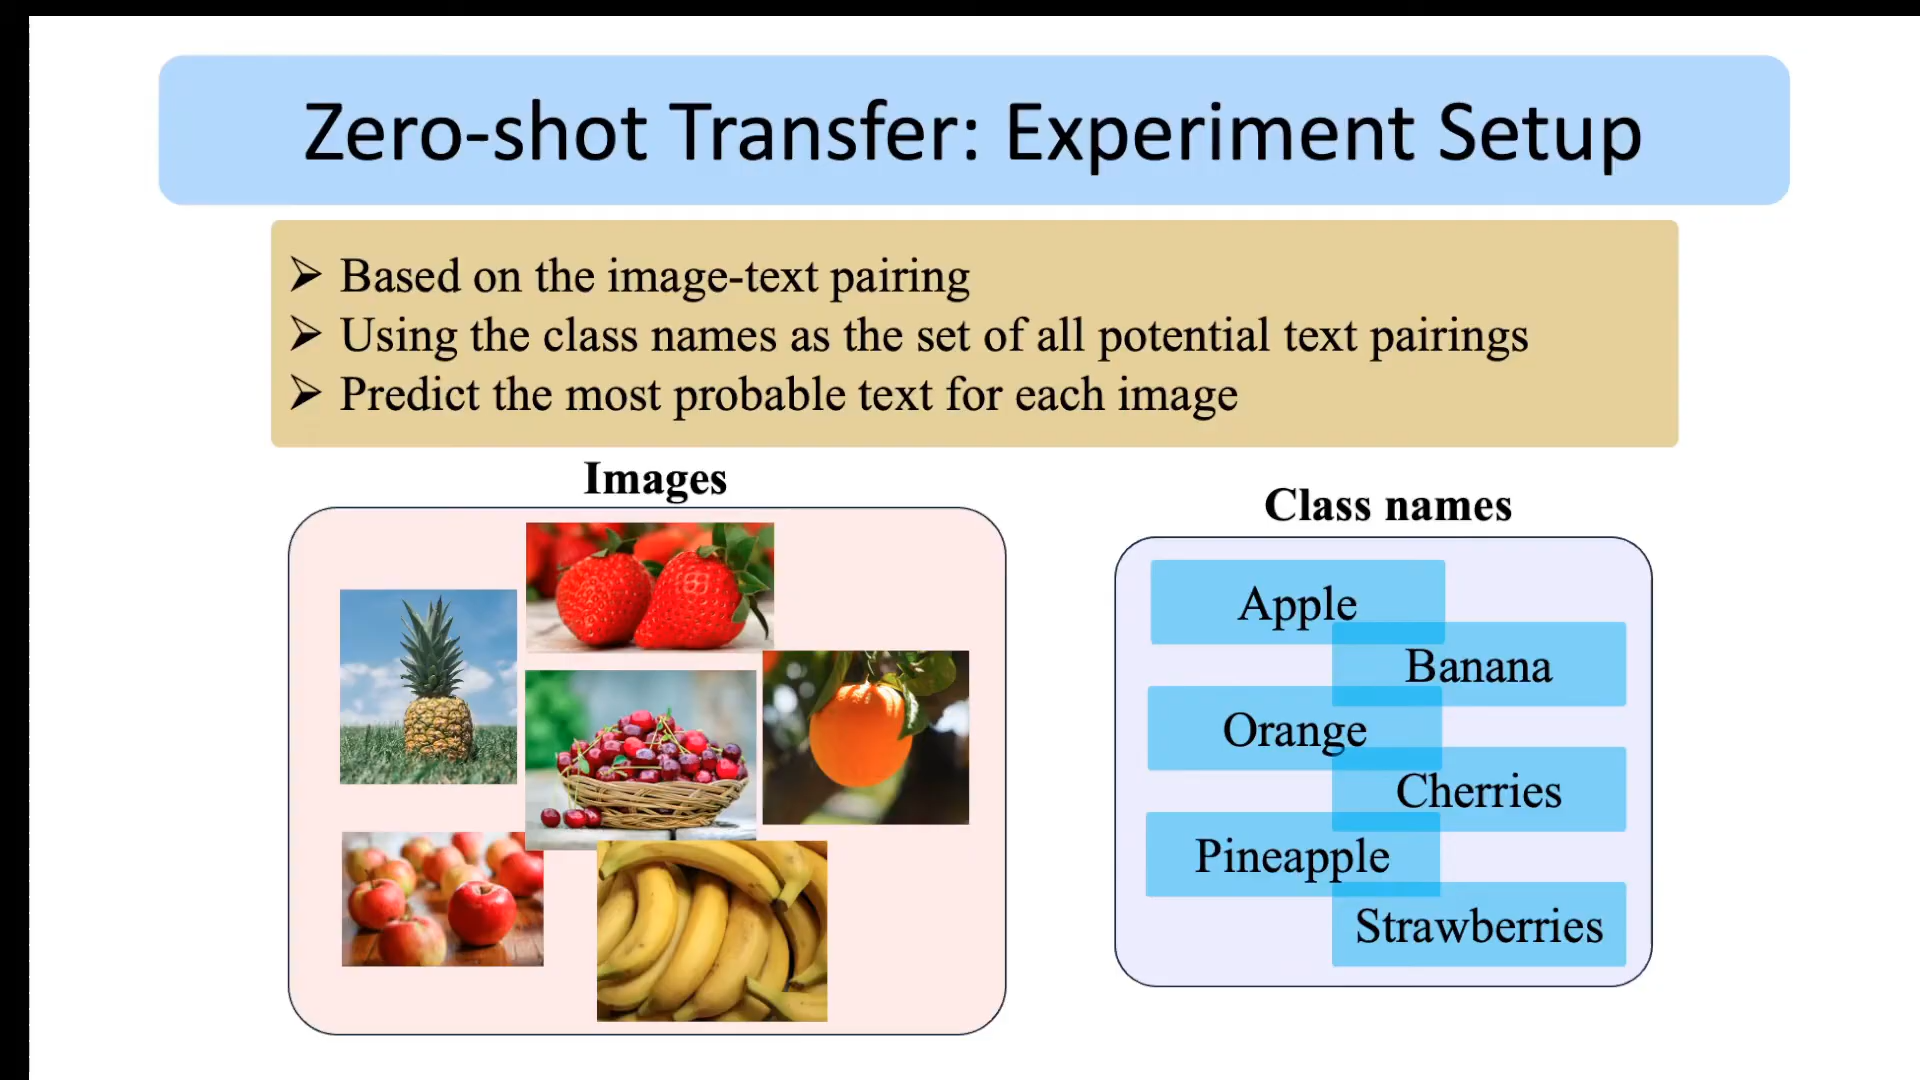 Zero-shot Transfer: Experiment Setup
Based on the image-text pairing
Using the class names as the set of all potential text pairings
Predict the most probable text for each image
Images
Class names
Apple
Banana
Orange
Cherries
Pineapple
Strawberries